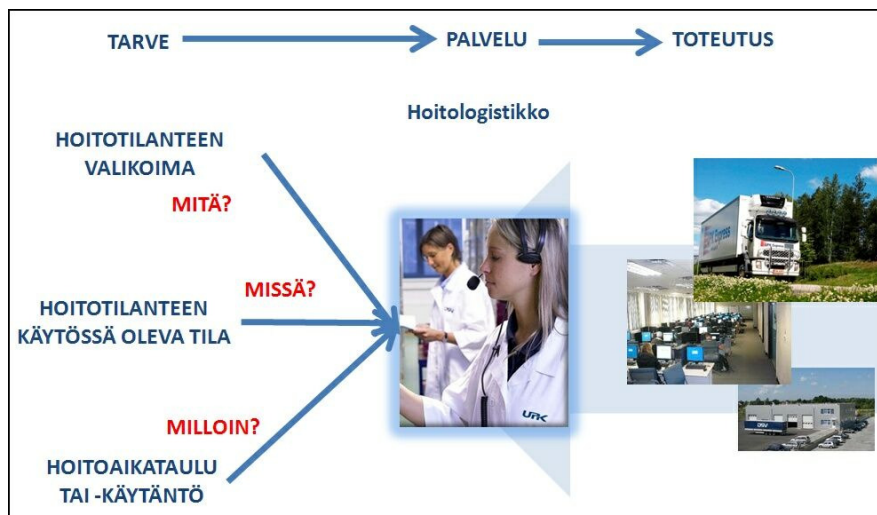 TARVE
PALVELU
TOTEUTUS
Hoitologistikko
HOITOTILANTEEN
VALIKOIMA
MITÄ?
MISSÄ?
HOITOTILANTEEN
KÄYTÖSSÄ OLEVA TILA
MILLOIN?
HOITOAIKATAULU
TAI -KÄYTÄNTÖ